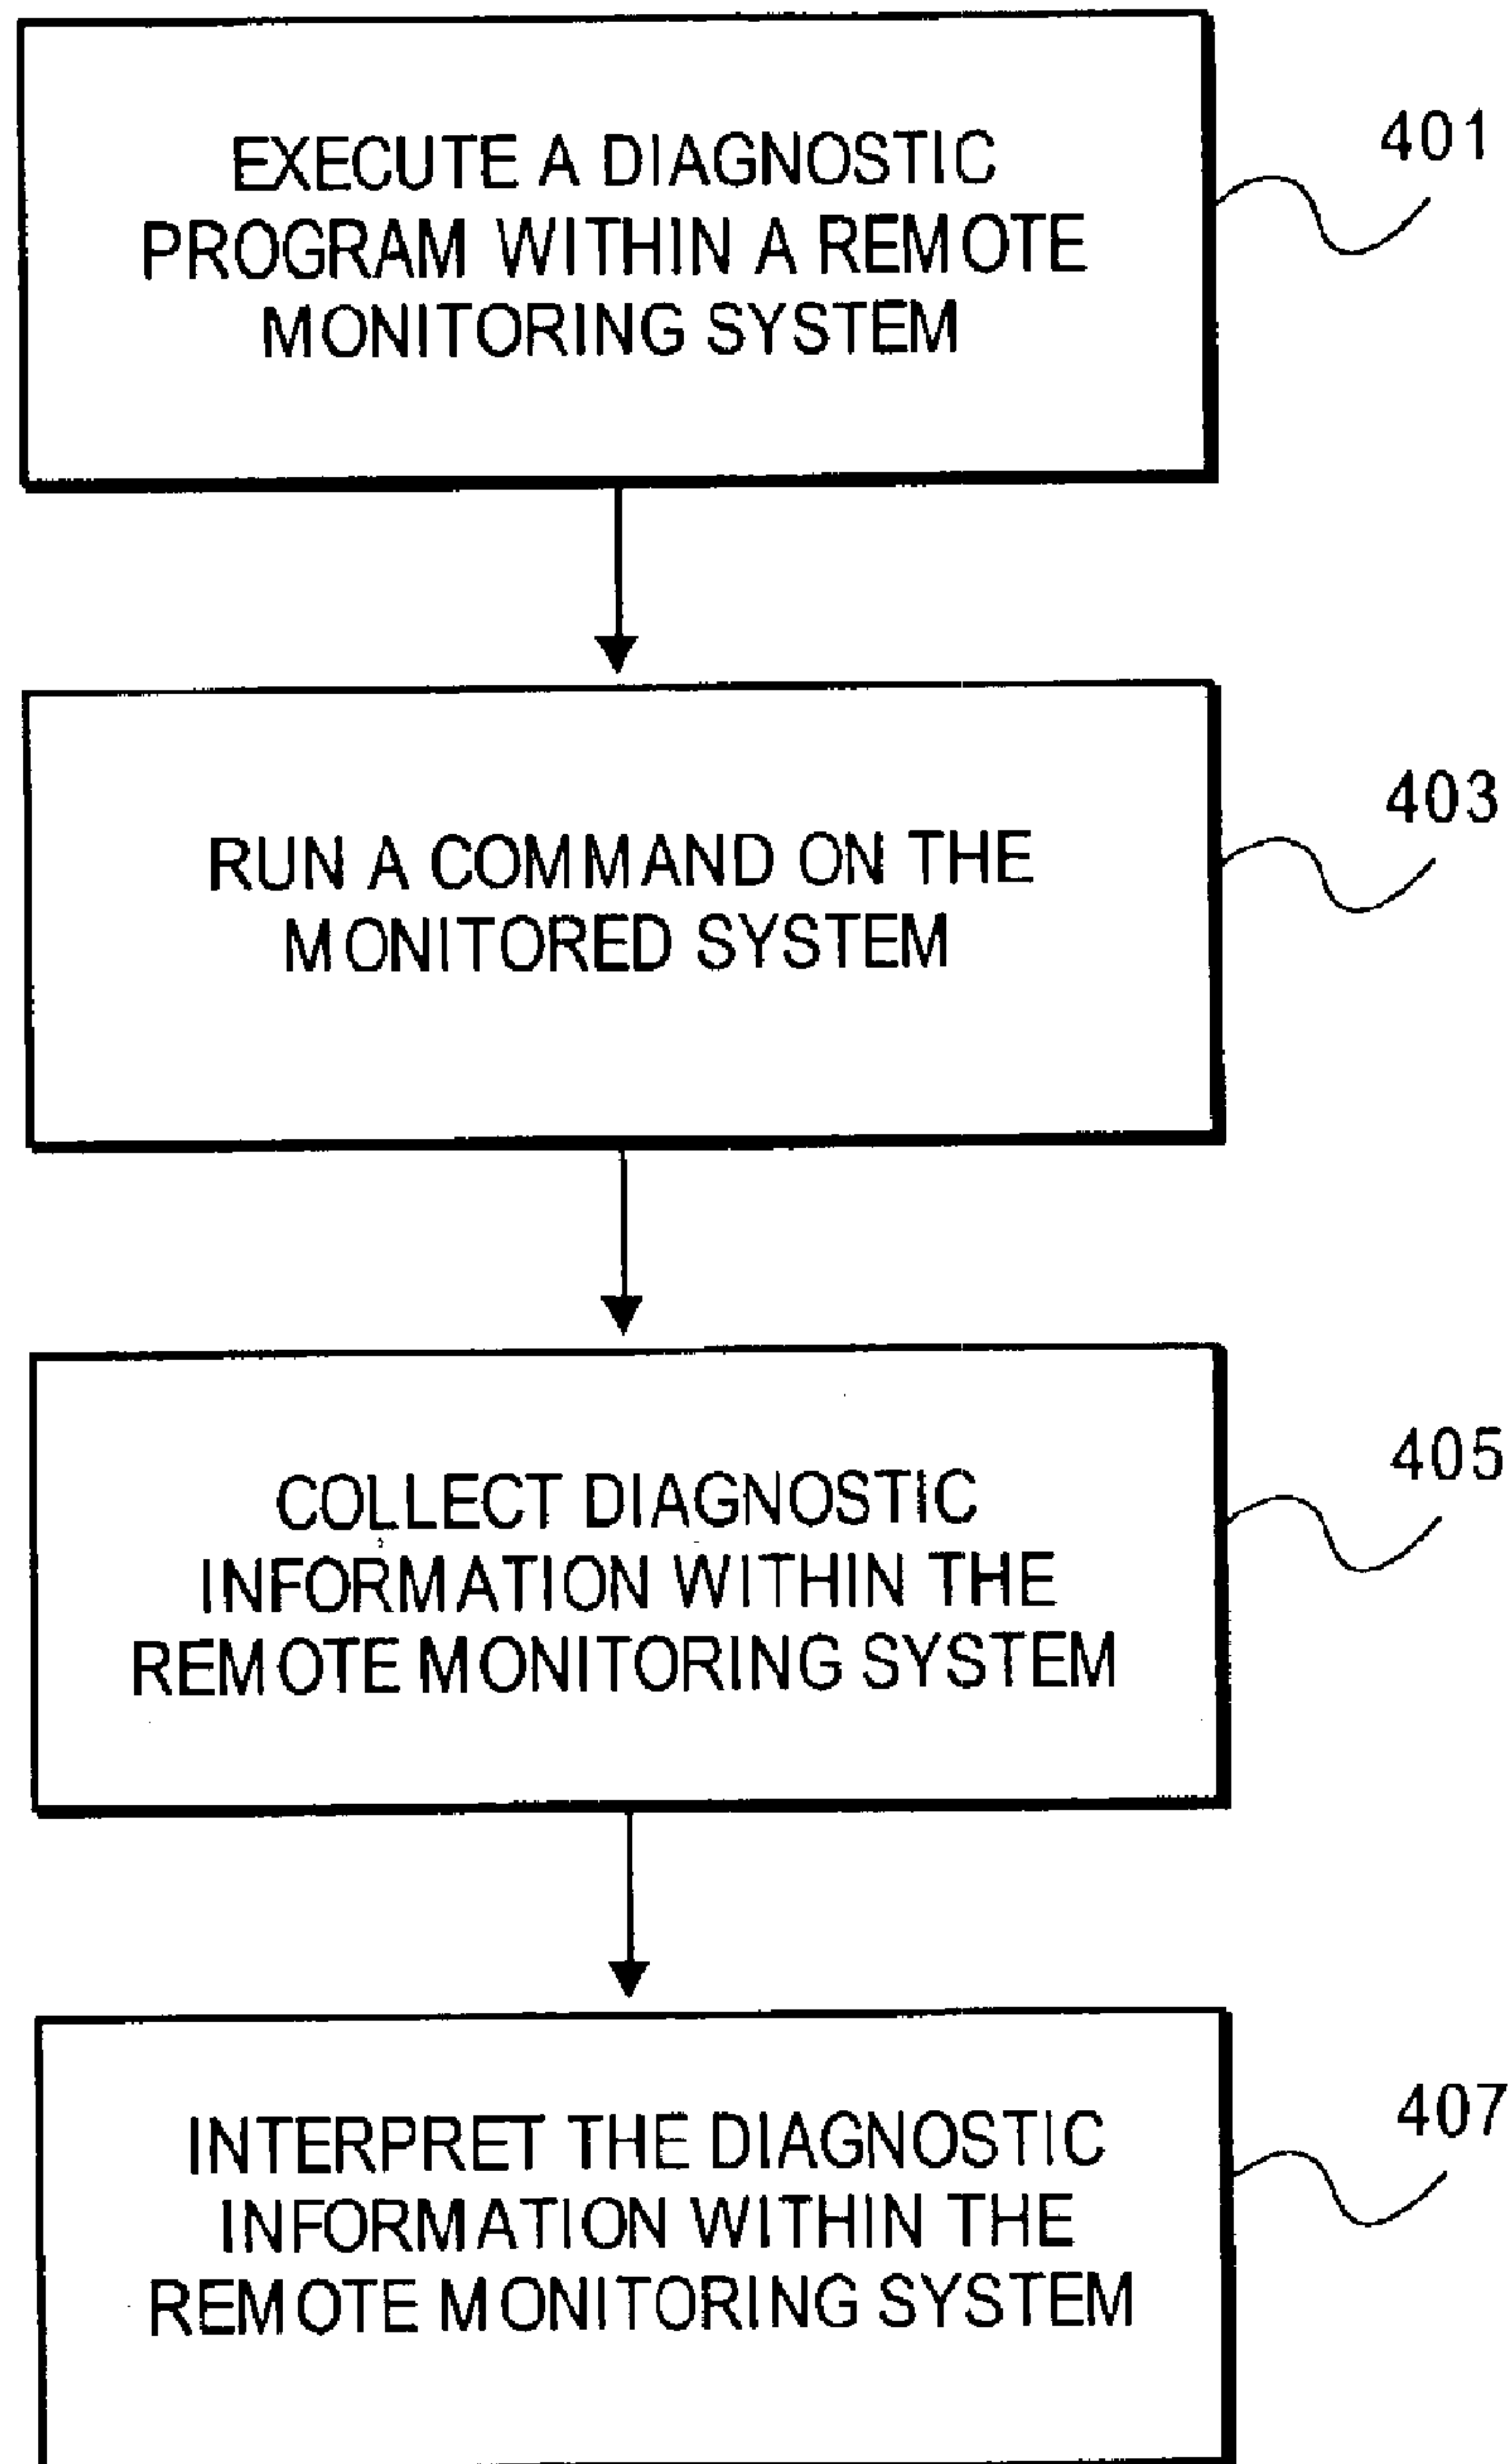 EXECUTE A DIAGNOSTIC
PROGRAM WITHIN A REMOTE
MONITORING SYSTEM
401
RUN A COMMAND ON THE
MONITORED SYSTEM
403
COLLECT DIAGNOSTIC
INFORMATION WITHIN THE
REMOTE MONITORING SYSTEM
405
INTERPRET THE DIAGNOSTIC
INFORMATION WITHIN THE
REMOTE MONITORING SYSTEM
407